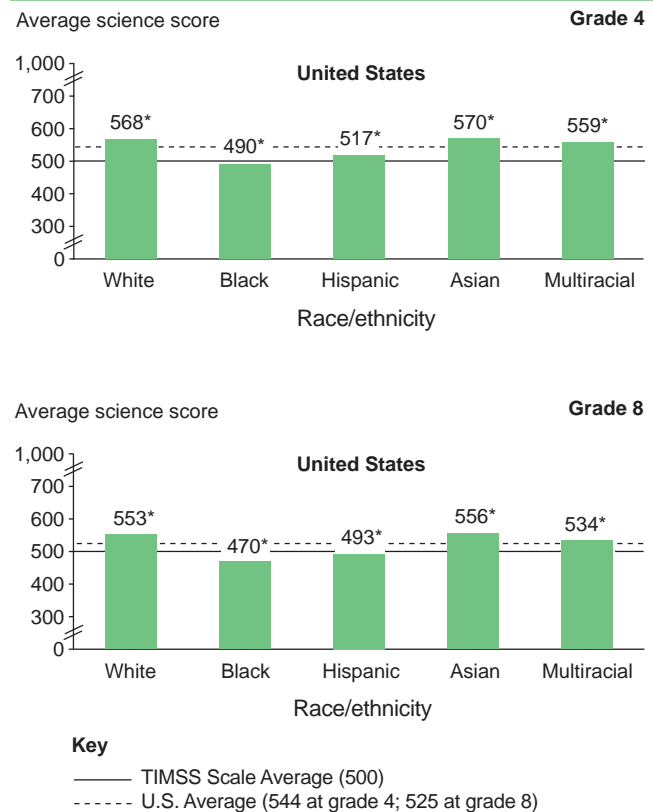 Average science score Grade 4
1,000
United States
700
600
500
400
300
0
568* 490* 517* 570* 559*
White Black Hispanic Asian Multiracial
Race/ethnicity
Average science score Grade 8
1,000
United States
700
600
500
400
300
0
553* 470* 493* 556* 534*
White Black Hispanic Asian Multiracial
Race/ethnicity
Key
TIMSS Scale Average (500)
U.S. Average (544 at grade 4; 525 at grade 8)